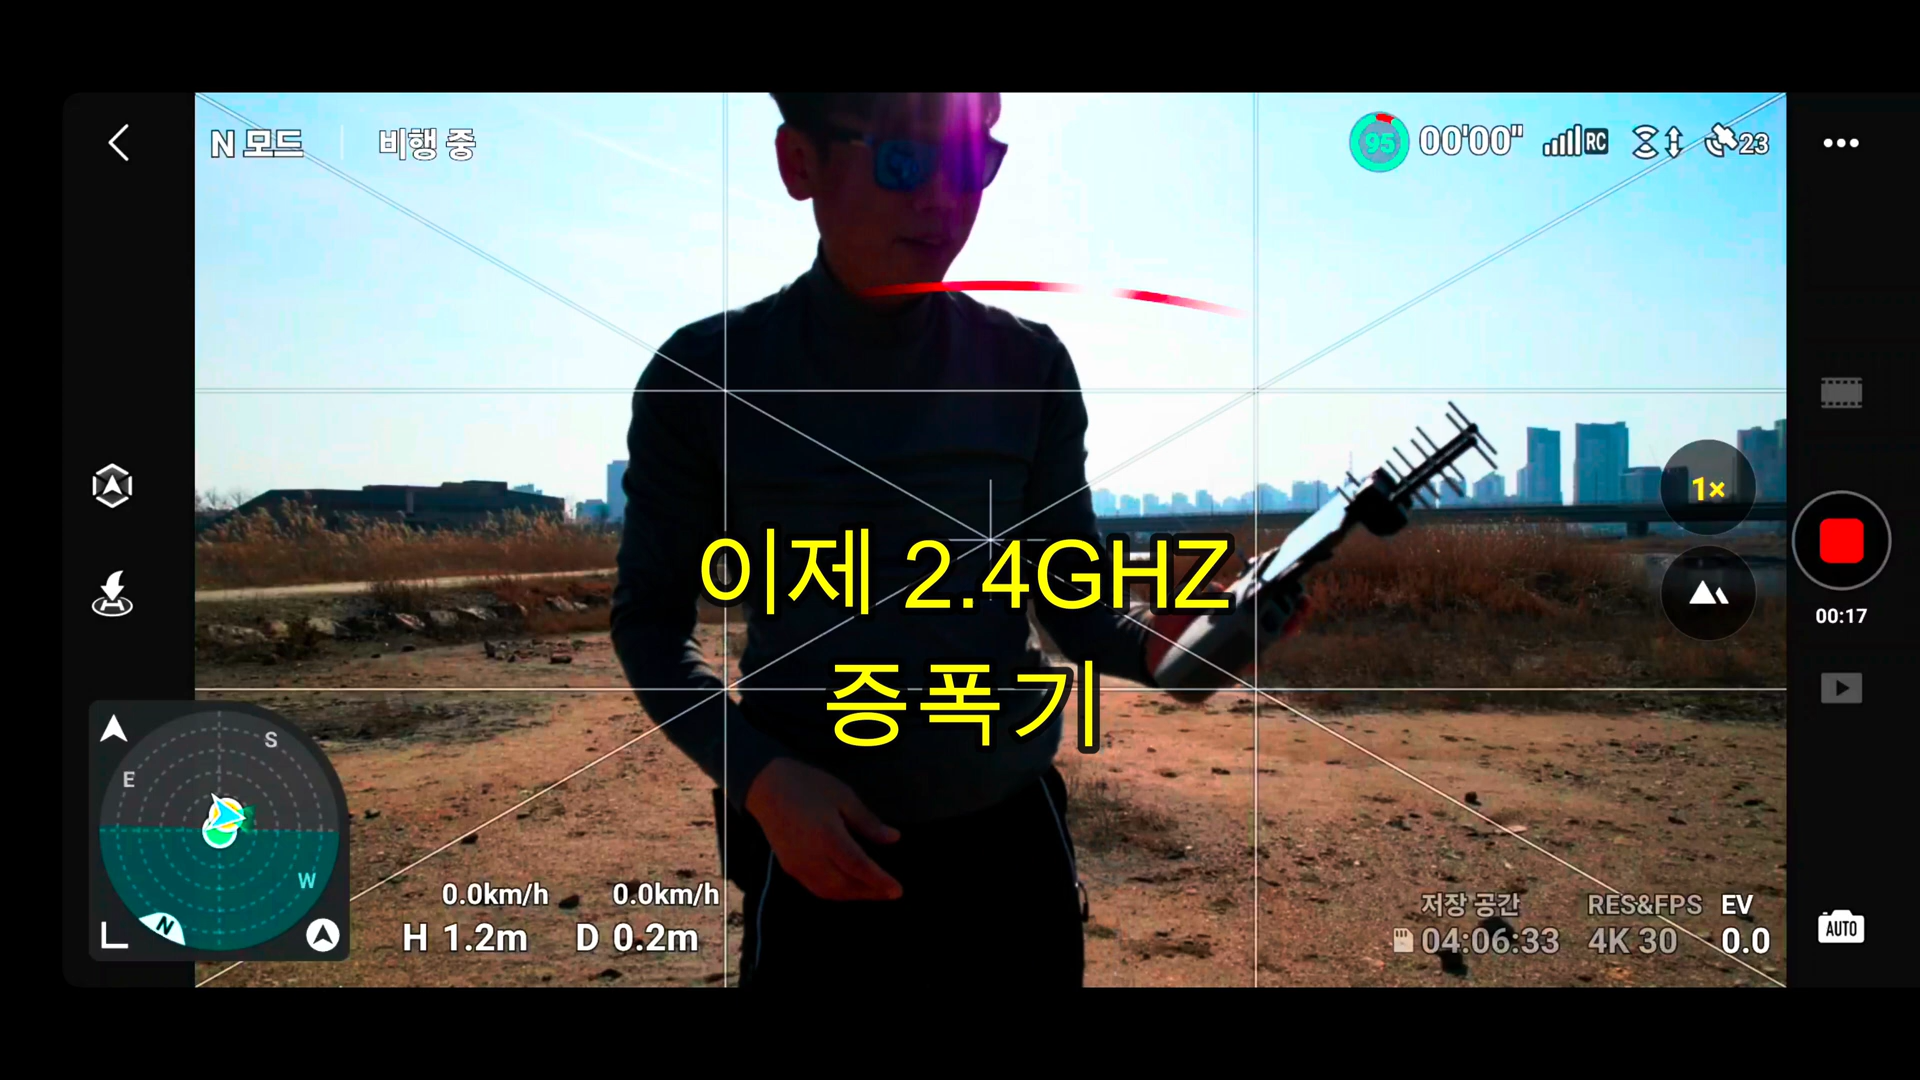 N 모드 비행 중
95 00'00" RC 23
1×
이제 2.4GHZ
증폭기
00:17
S
E
W
N
0.0km/h 0.0km/h
H 1.2m D 0.2m
저장 공간 RES&FPS EV
04:06:33 4K 30 0.0
AUTO